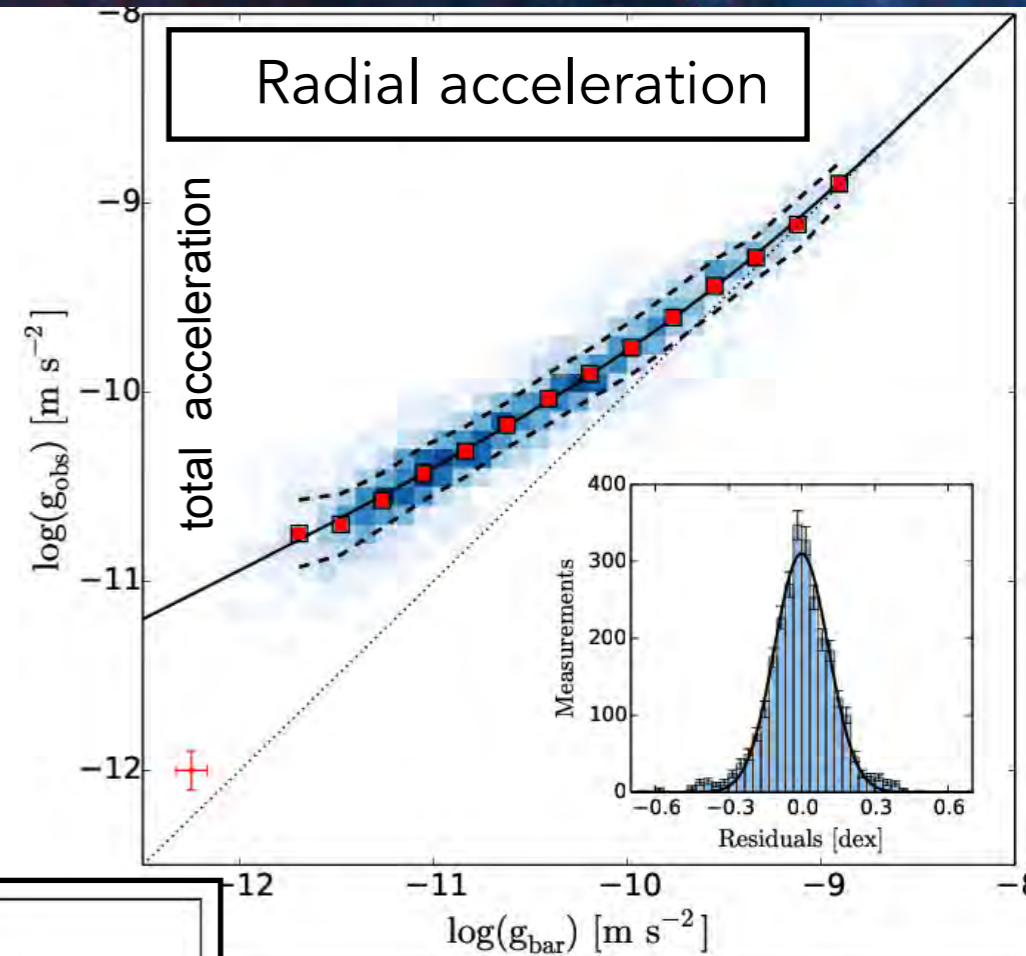 Radial acceleration
−8
−9
−10
−11
−12
log(g_obs) [m s⁻²]
total acceleration
400
300
200
100
0
Measurements
−0.6 −0.3 0.0 0.3 0.6
Residuals [dex]
−12 −11 −10 −9 −8
log(g_bar) [m s⁻²]